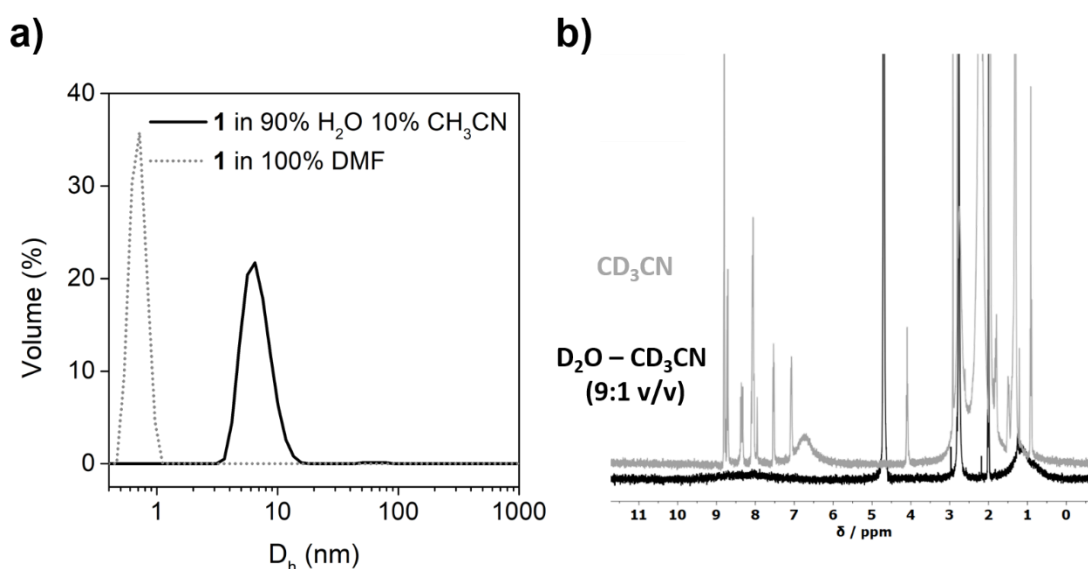 a)
40
30
20
10
0
Volume (%)
1 in 90% H₂O 10% CH₃CN
1 in 100% DMF
1
10
100
1000
Dₕ (nm)
b)
CD₃CN
D₂O – CD₃CN
(9:1 v/v)
11 10 9 8 7 6 5 4 3 2 1 0
δ / ppm